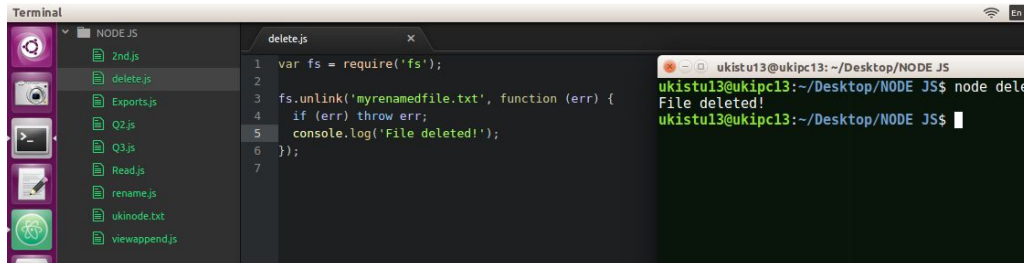 Terminal
En
NODE JS
2nd.js
delete.js
Exports.js
Q2.js
Q3.js
Read.js
rename.js
ukinode.txt
viewappend.js
delete.js ×
1 var fs = require('fs');
2
3 fs.unlink('myrenamedfile.txt', function (err) {
4 if (err) throw err;
5 console.log('File deleted!');
6 });
7
ukistu13@ukipc13: ~/Desktop/NODE JS
ukistu13@ukipc13:~/Desktop/NODE JS$ node dele
File deleted!
ukistu13@ukipc13:~/Desktop/NODE JS$